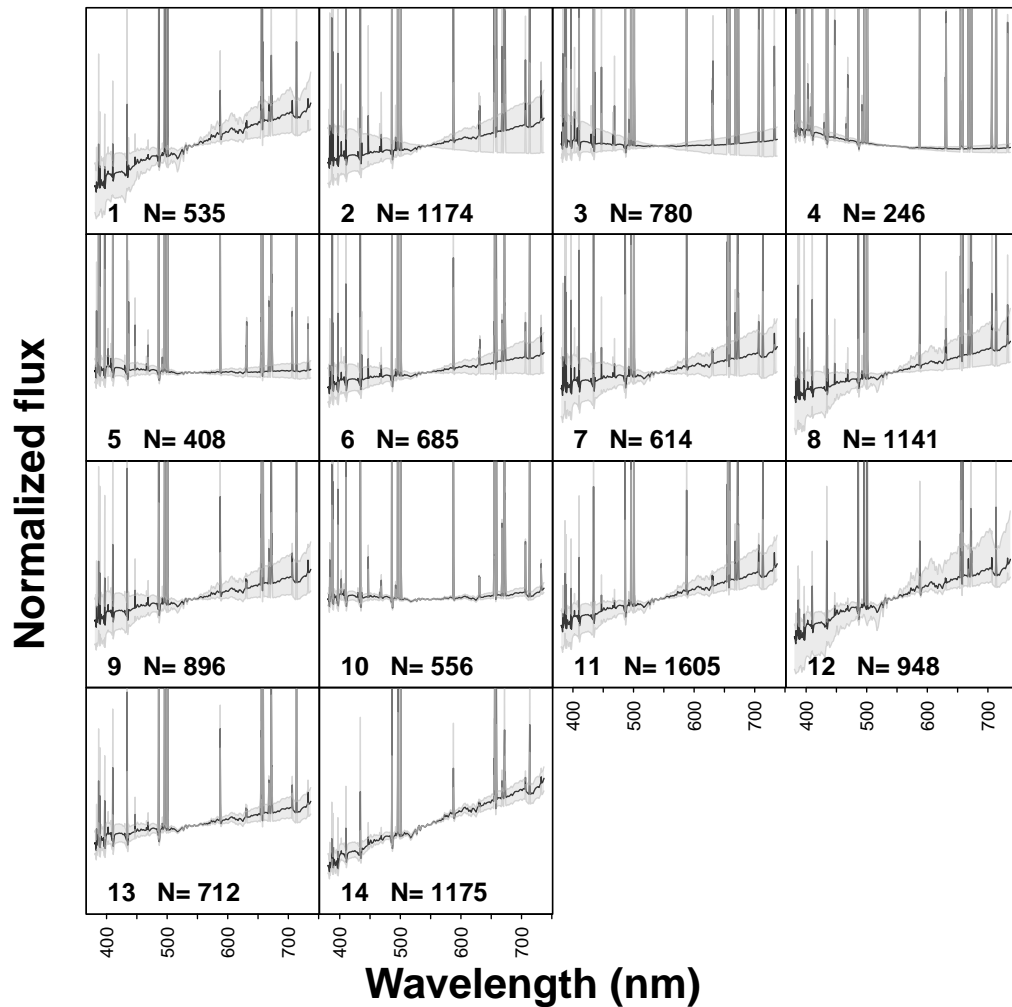 Normalized flux
1 N= 535
2 N= 1174
3 N= 780
4 N= 246
5 N= 408
6 N= 685
7 N= 614
8 N= 1141
9 N= 896
10 N= 556
11 N= 1605
12 N= 948
13 N= 712
14 N= 1175
400 500 600 700
400 500 600 700
400 500 600 700
400 500 600 700
Wavelength (nm)